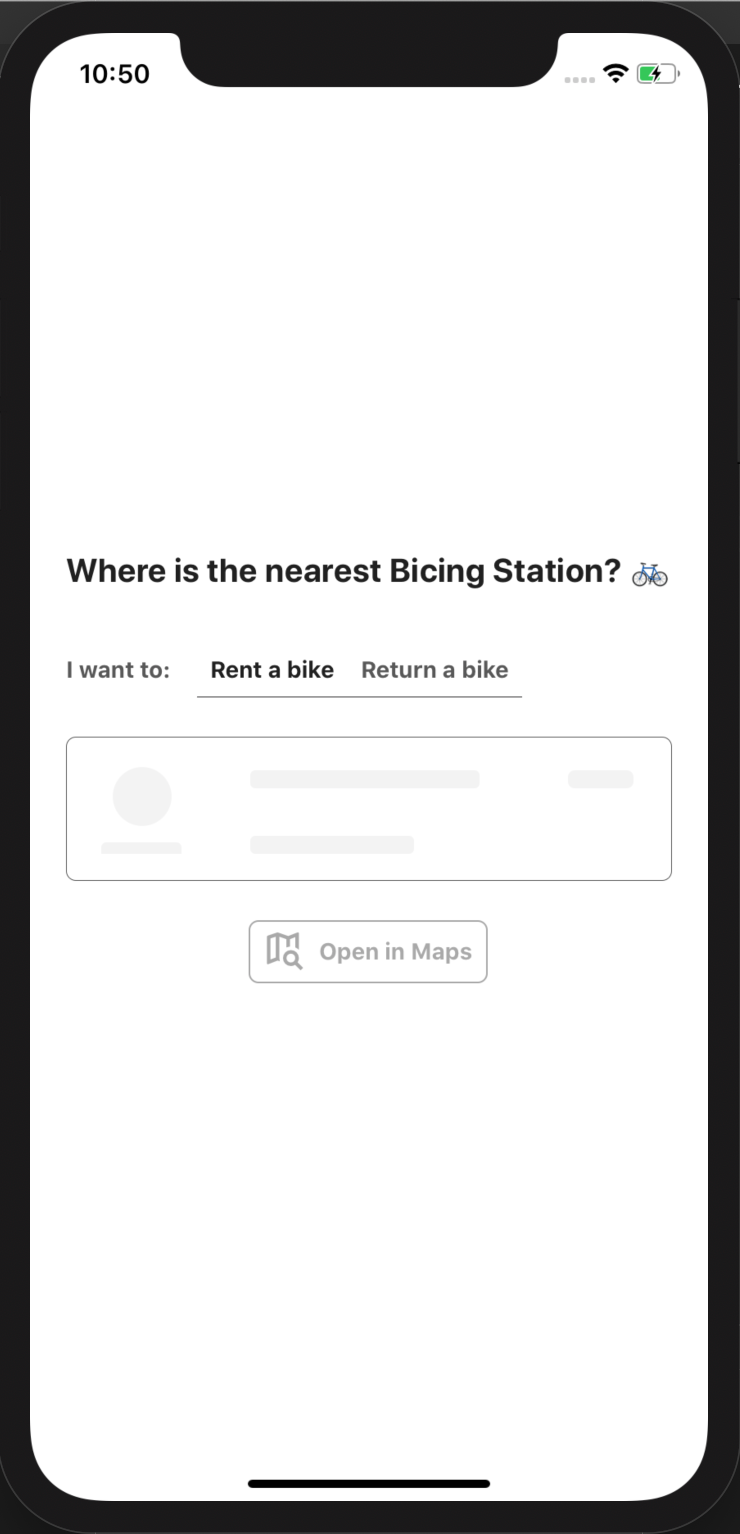 10:50
Where is the nearest Bicing Station? 🚲
I want to: Rent a bike Return a bike
Open in Maps